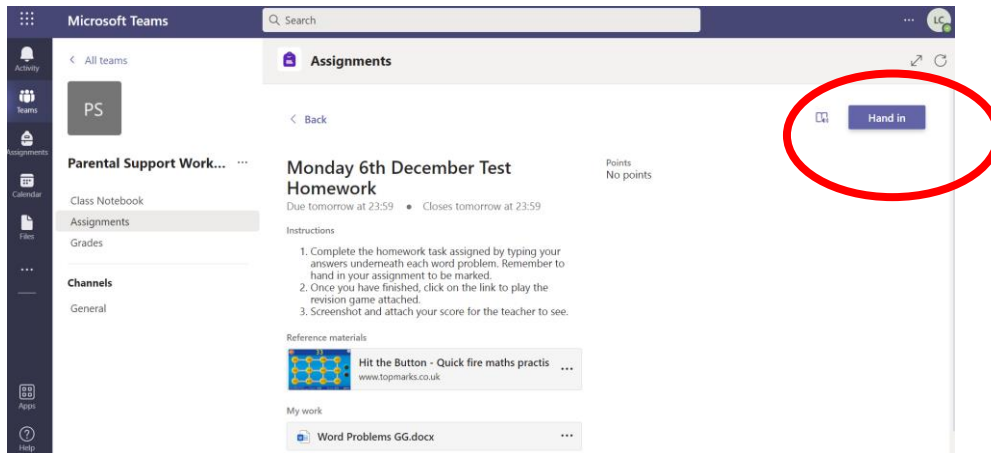 Microsoft Teams
Search
...
LC
Activity
Teams
Assignments
Calendar
Files
...
Apps
Help
< All teams
PS
Parental Support Work... ...
Class Notebook
Assignments
Grades
Channels
General
Assignments
< Back
Hand in
Monday 6th December Test
Homework
Due tomorrow at 23:59 • Closes tomorrow at 23:59
Points
No points
Instructions
1. Complete the homework task assigned by typing your
answers underneath each word problem. Remember to
hand in your assignment to be marked.
2. Once you have finished, click on the link to play the
revision game attached.
3. Screenshot and attach your score for the teacher to see.
Reference materials
Hit the Button - Quick fire maths practis ...
www.topmarks.co.uk
My work
Word Problems GG.docx ...